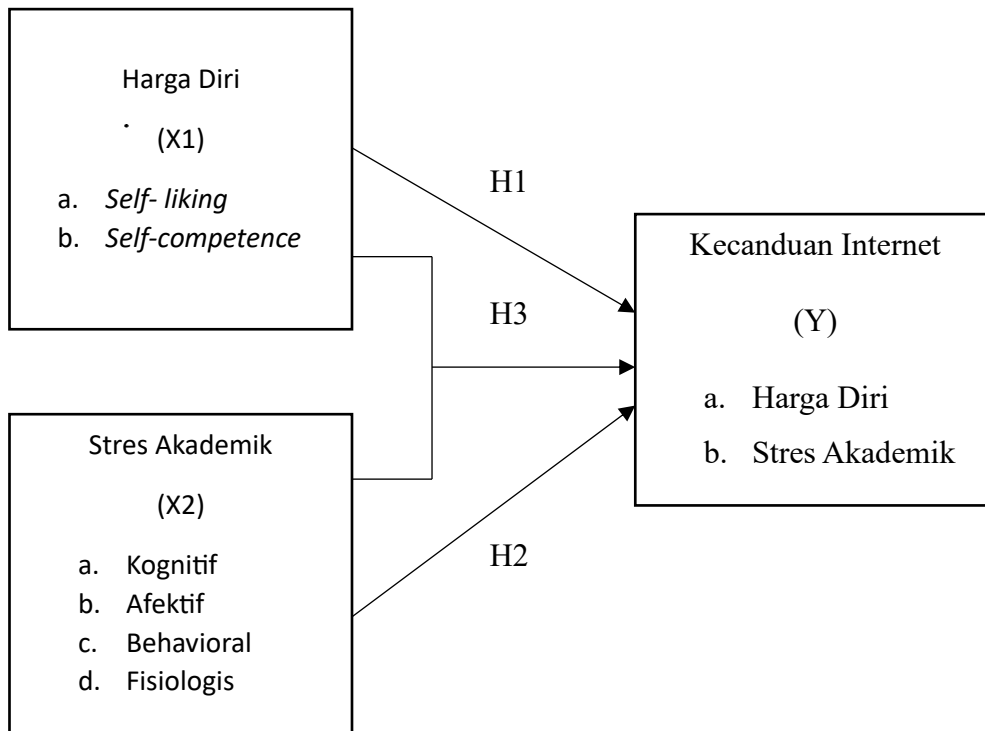 Harga Diri
(X1)
a. Self- liking
b. Self-competence
H1
H3
Kecanduan Internet
(Y)
a. Harga Diri
b. Stres Akademik
Stres Akademik
(X2)
a. Kognitif
b. Afektif
c. Behavioral
d. Fisiologis
H2